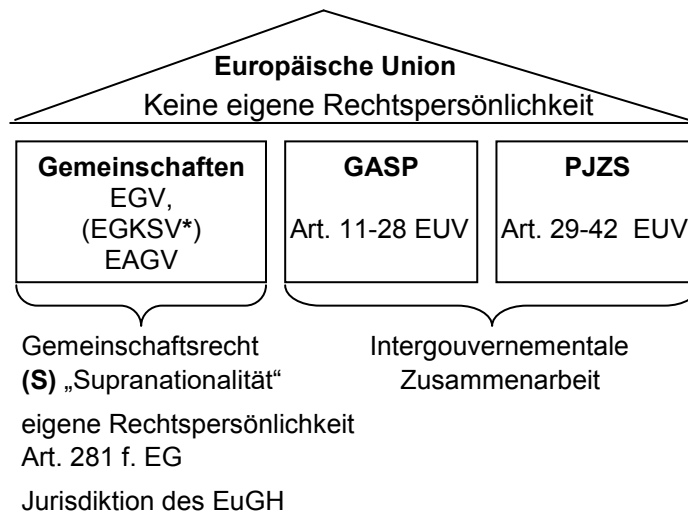 Europäische Union
Keine eigene Rechtspersönlichkeit
Gemeinschaften
EGV,
(EGKSV*)
EAGV
GASP
Art. 11-28 EUV
PJZS
Art. 29-42 EUV
Gemeinschaftsrecht
(S) „Supranationalität“
eigene Rechtspersönlichkeit
Art. 281 f. EG
Jurisdiktion des EuGH
Intergouvernementale
Zusammenarbeit